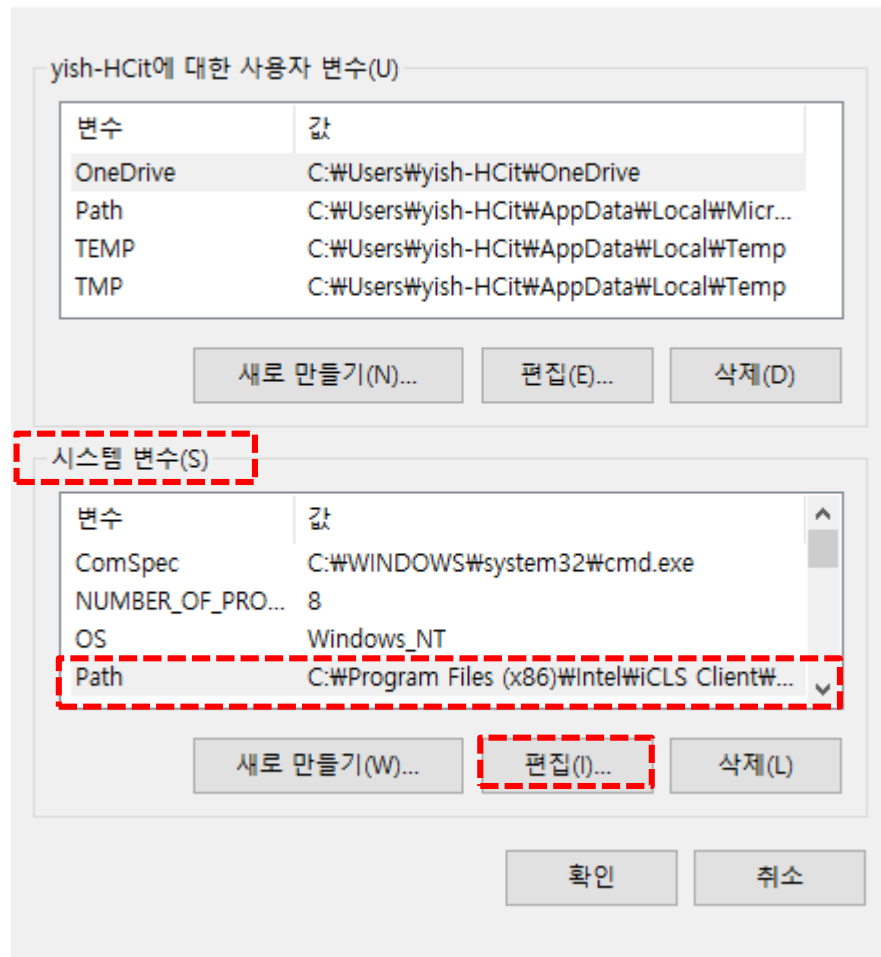 yish-HCit에 대한 사용자 변수(U)
변수 값
OneDrive C:₩Users₩yish-HCit₩OneDrive
Path C:₩Users₩yish-HCit₩AppData₩Local₩Micr...
TEMP C:₩Users₩yish-HCit₩AppData₩Local₩Temp
TMP C:₩Users₩yish-HCit₩AppData₩Local₩Temp
새로 만들기(N)... 편집(E)... 삭제(D)
시스템 변수(S)
변수 값
ComSpec C:₩WINDOWS₩system32₩cmd.exe
NUMBER_OF_PRO... 8
OS Windows_NT
Path C:₩Program Files (x86)₩Intel₩iCLS Client₩...
새로 만들기(W)... 편집(I)... 삭제(L)
확인 취소